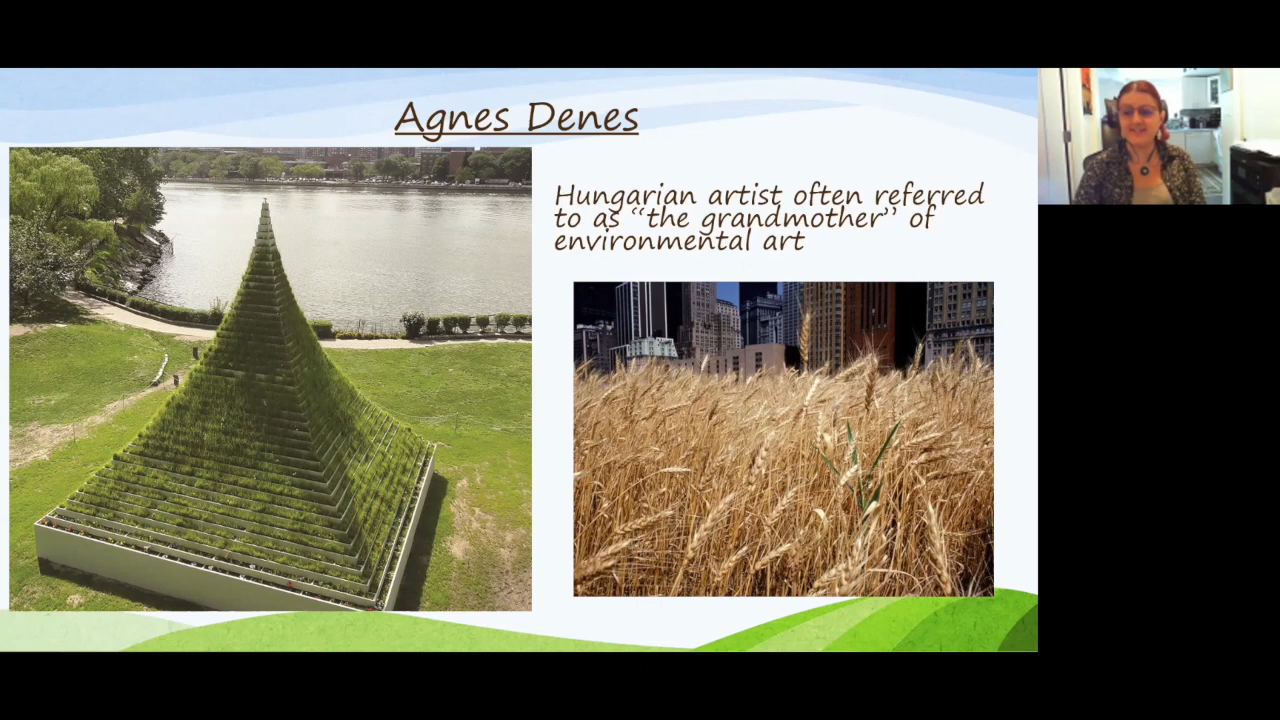 Agnes Denes
Hungarian artist often referred
to as “the grandmother” of
environmental art